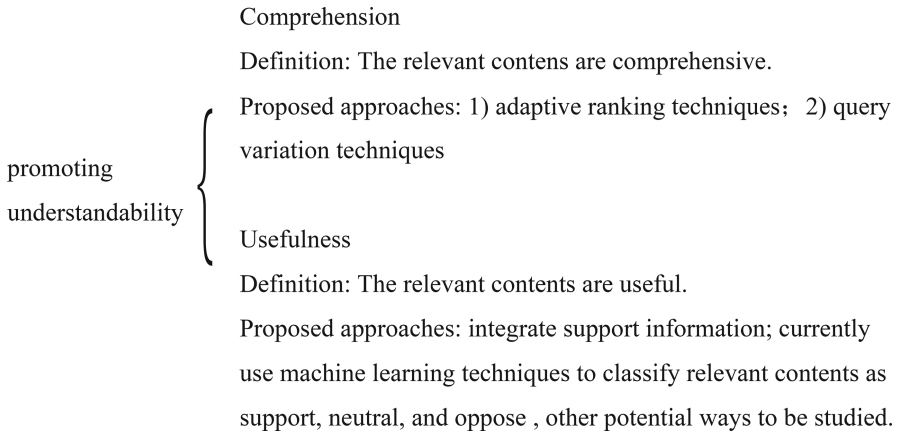 Comprehension
Definition: The relevant contens are comprehensive.
Proposed approaches: 1) adaptive ranking techniques；2) query
variation techniques
promoting
understandability
Usefulness
Definition: The relevant contents are useful.
Proposed approaches: integrate support information; currently
use machine learning techniques to classify relevant contents as
support, neutral, and oppose , other potential ways to be studied.